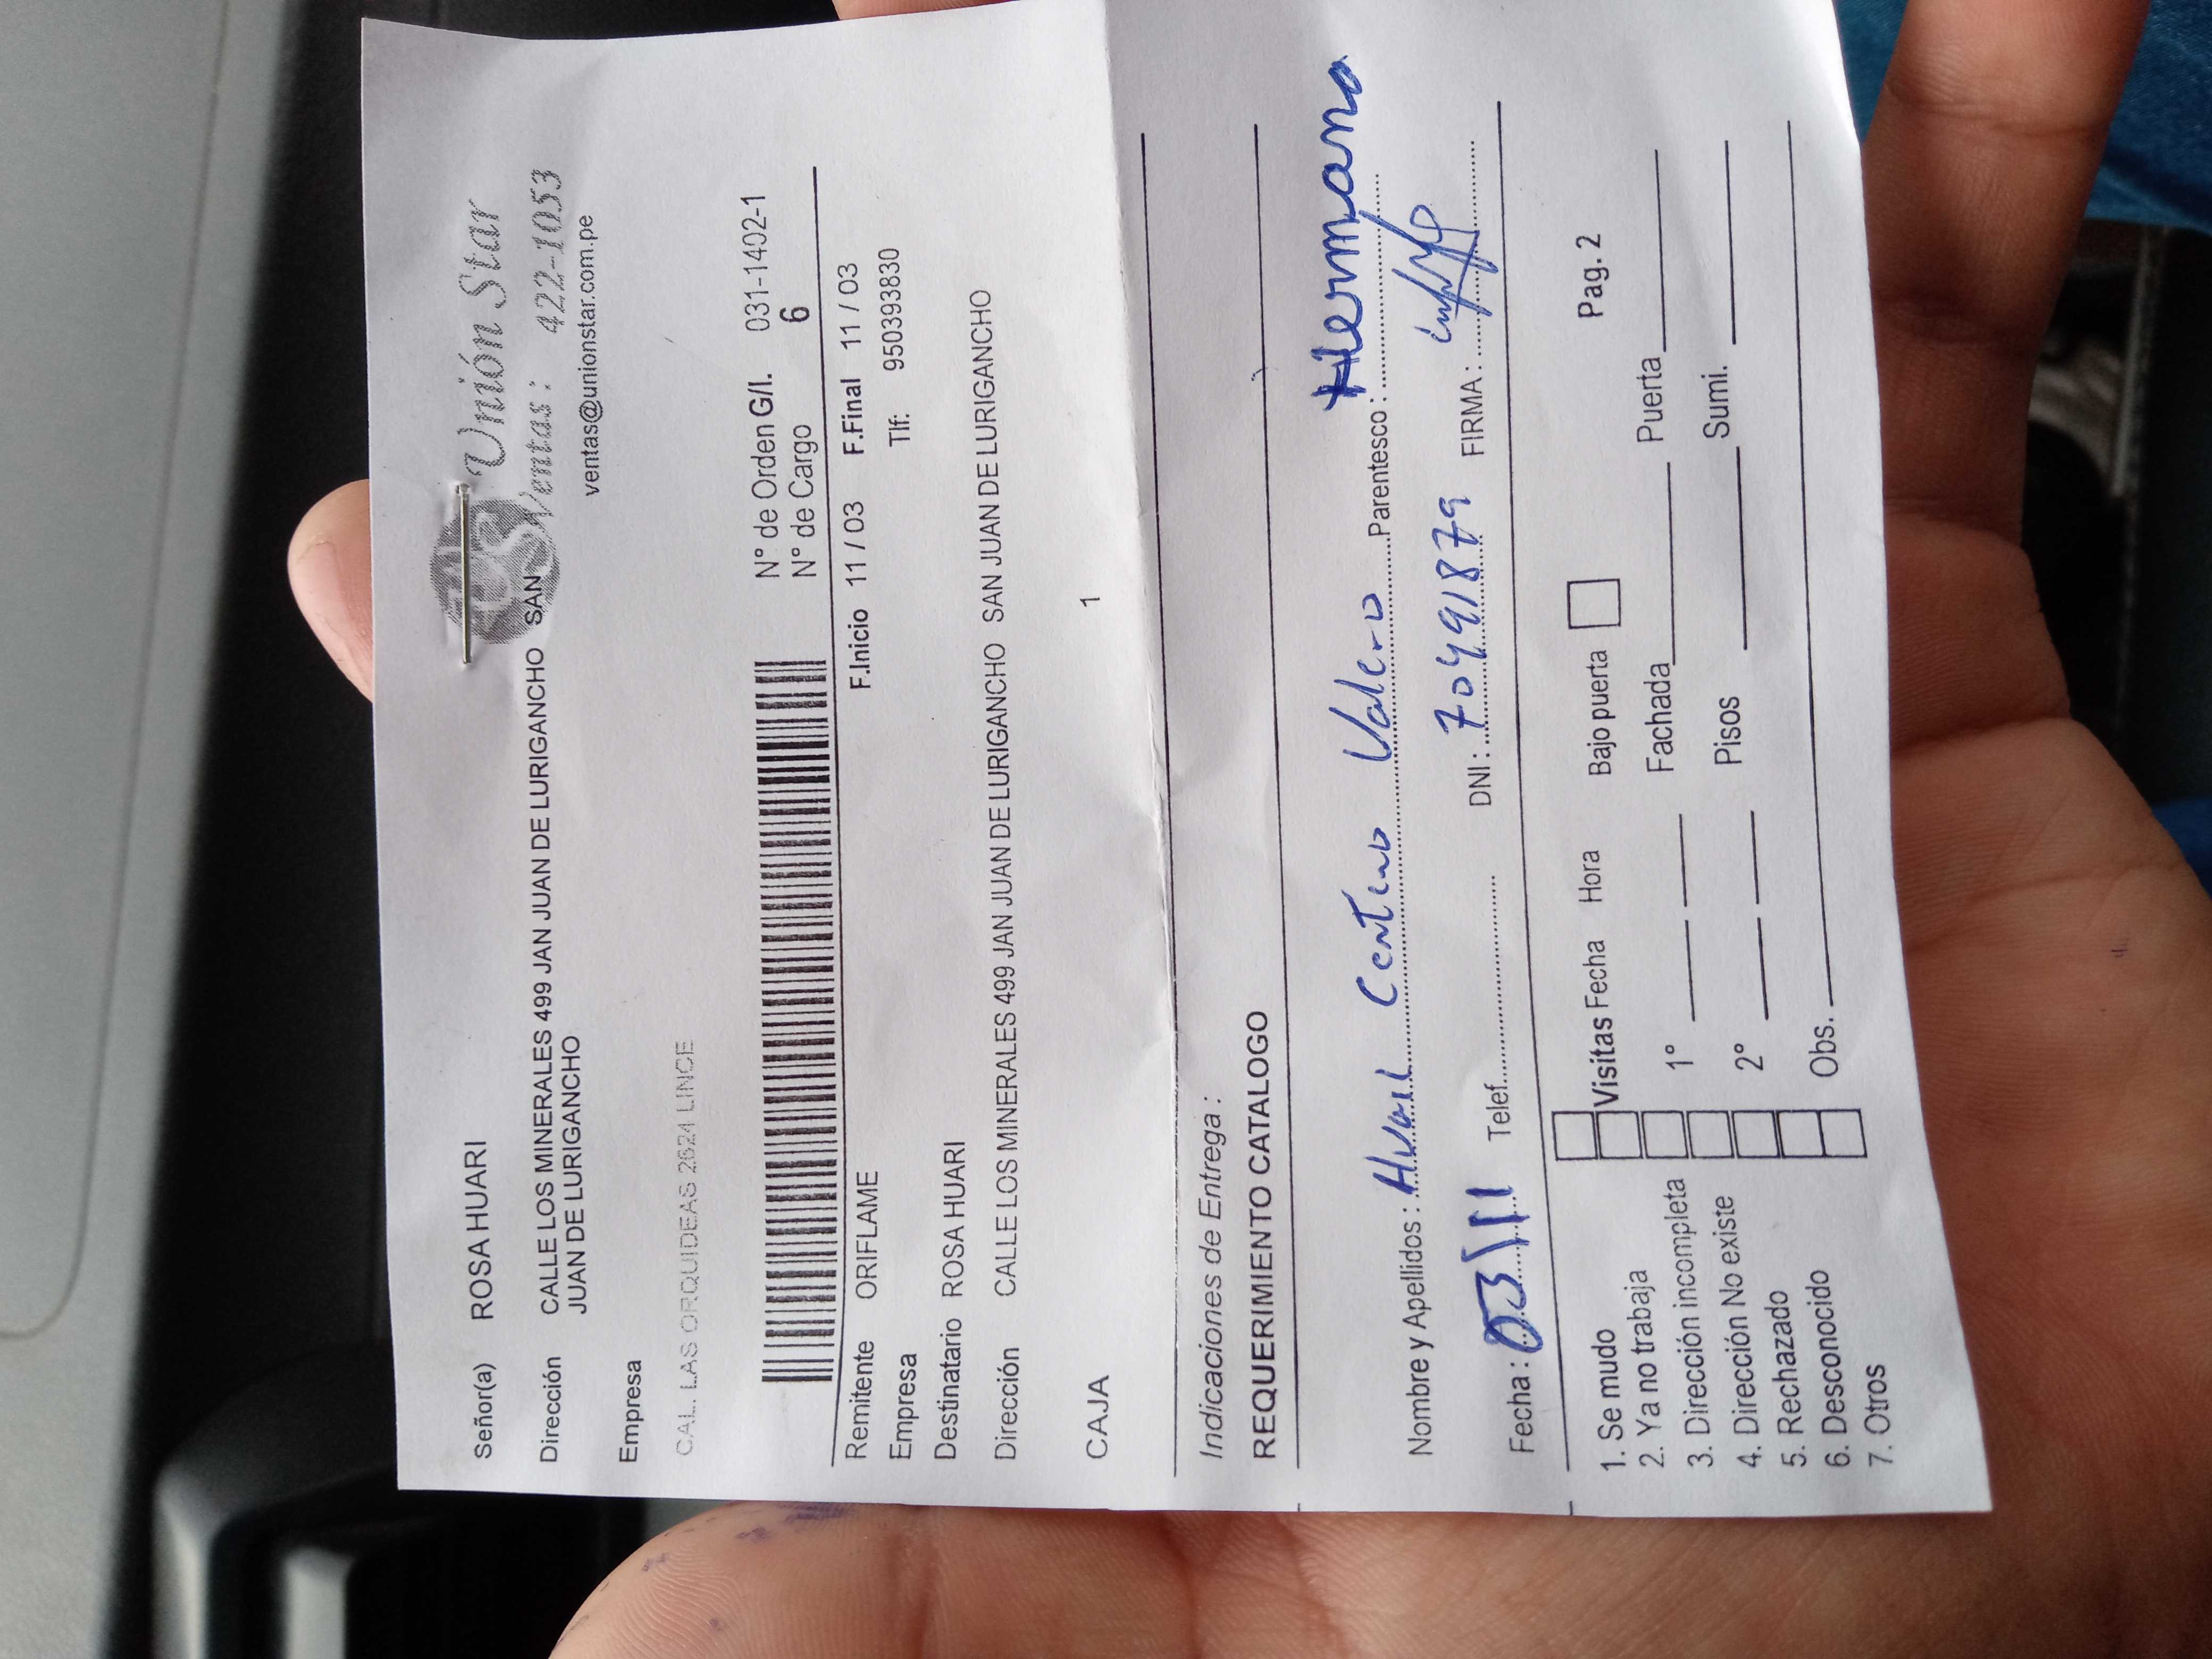 Unión Star
Ventas: 422-1053
ventas@unionstar.com.pe
Señor(a) ROSA HUARI
Dirección CALLE LOS MINERALES 499 JAN JUAN DE LURIGANCHO SAN
JUAN DE LURIGANCHO
Empresa
CAL. LAS ORQUIDEAS 2624 LINCE
N° de Orden G/I. 031-1402-1
N° de Cargo 6
Remitente ORIFLAME F.Inicio 11 / 03 F.Final 11 / 03
Empresa Tlf: 950393830
Destinatario ROSA HUARI
Dirección CALLE LOS MINERALES 499 JAN JUAN DE LURIGANCHO SAN JUAN DE LURIGANCHO
CAJA 1
Indicaciones de Entrega :
REQUERIMIENTO CATALOGO
Nombre y Apellidos : Huari Centeno Valero Parentesco : Hermano
Fecha : Telef. DNI : 70491879 FIRMA :
1. Se mudo Visitas Fecha Hora Bajo puerta Pag. 2
2. Ya no trabaja 1° Fachada Puerta
3. Dirección incompleta
4. Dirección No existe 2° Pisos Sumi.
5. Rechazado
6. Desconocido Obs.
7. Otros